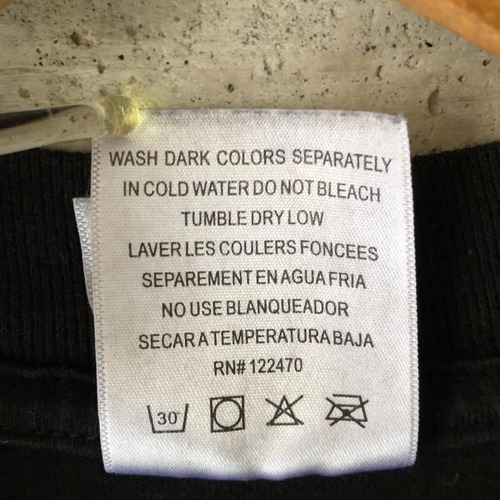 WASH DARK COLORS SEPARATELY
IN COLD WATER DO NOT BLEACH
TUMBLE DRY LOW
LAVER LES COULERS FONCEES
SEPAREMENT EN AGUA FRIA
NO USE BLANQUEADOR
SECAR A TEMPERATURA BAJA
RN# 122470
30°